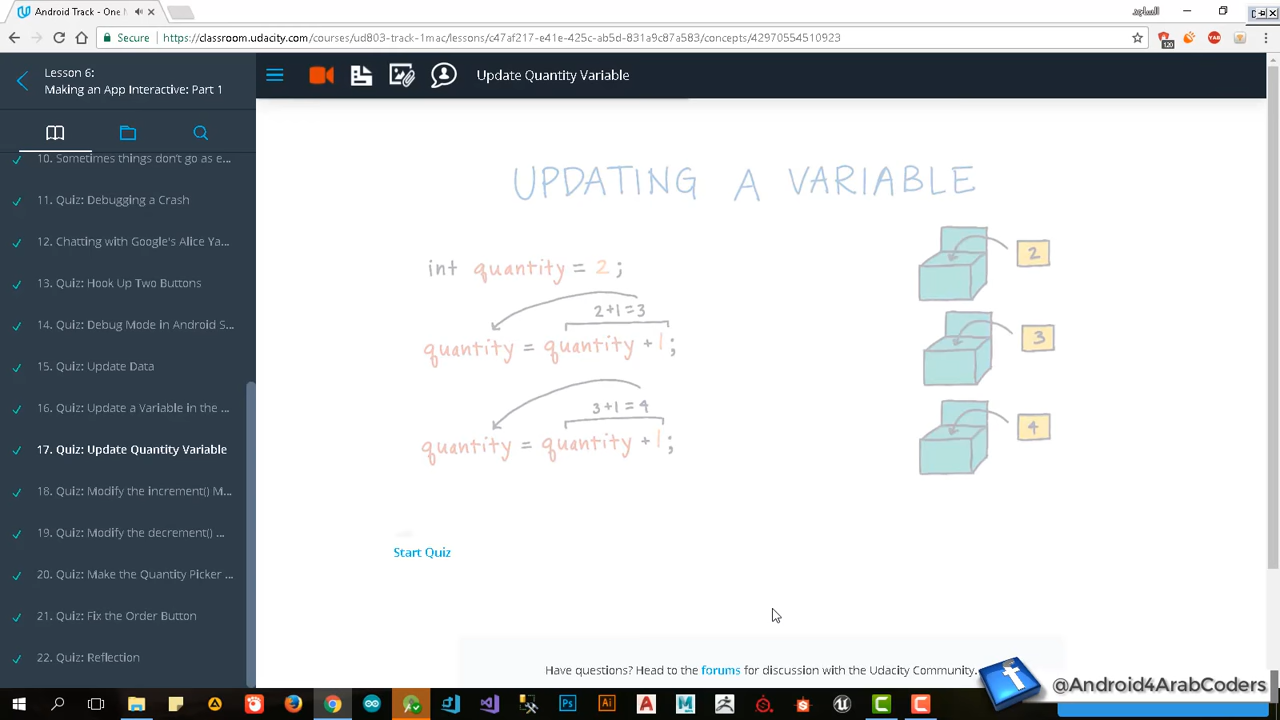 Android Track - One M
الساود
Secure
https://classroom.udacity.com/courses/ud803-track-1mac/lessons/c47af217-e41e-425c-ab5d-831a9c87a583/concepts/42970554510923
120
Lesson 6:
Making an App Interactive: Part 1
Update Quantity Variable
10. Sometimes things don't go as e...
11. Quiz: Debugging a Crash
12. Chatting with Google's Alice Ya...
13. Quiz: Hook Up Two Buttons
14. Quiz: Debug Mode in Android S...
15. Quiz: Update Data
16. Quiz: Update a Variable in the ...
17. Quiz: Update Quantity Variable
18. Quiz: Modify the increment() M...
19. Quiz: Modify the decrement() ...
20. Quiz: Make the Quantity Picker ...
21. Quiz: Fix the Order Button
22. Quiz: Reflection
UPDATING A VARIABLE
int quantity = 2;
2
2+1=3
quantity = quantity + 1;
3
3+1=4
quantity = quantity + 1;
4
Start Quiz
Have questions? Head to the forums for discussion with the Udacity Community.
@Android4ArabCoders